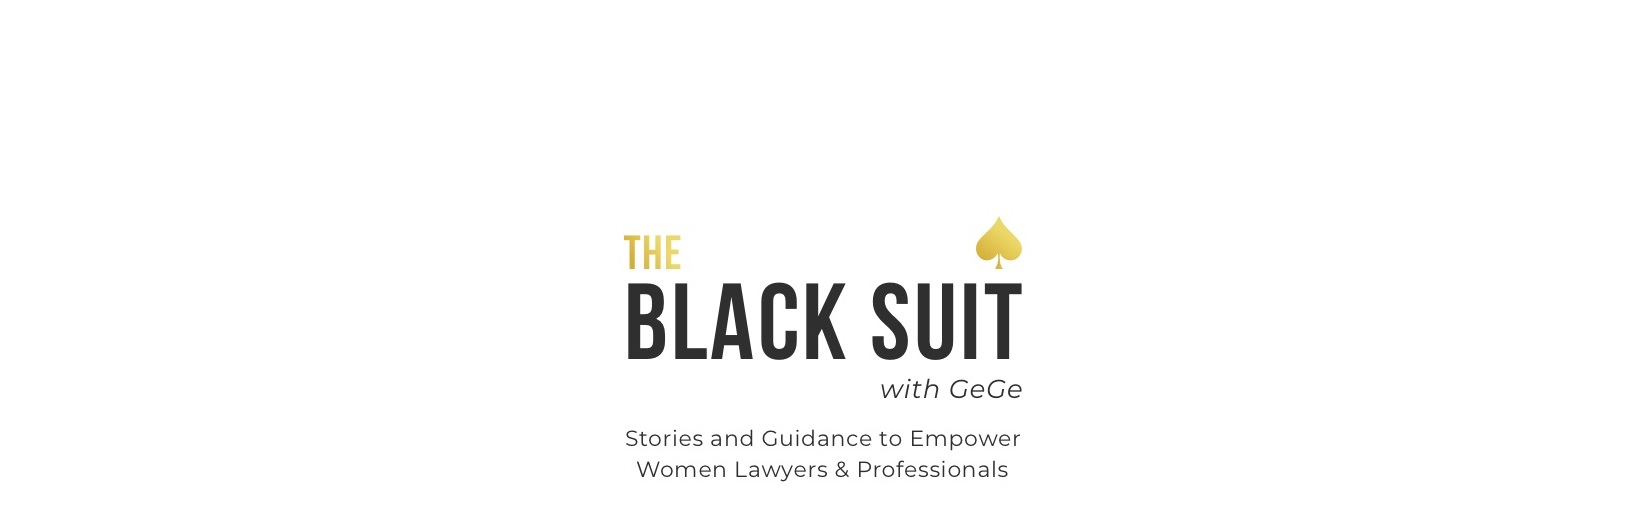 THE
BLACK SUIT
with GeGe
Stories and Guidance to Empower
Women Lawyers & Professionals